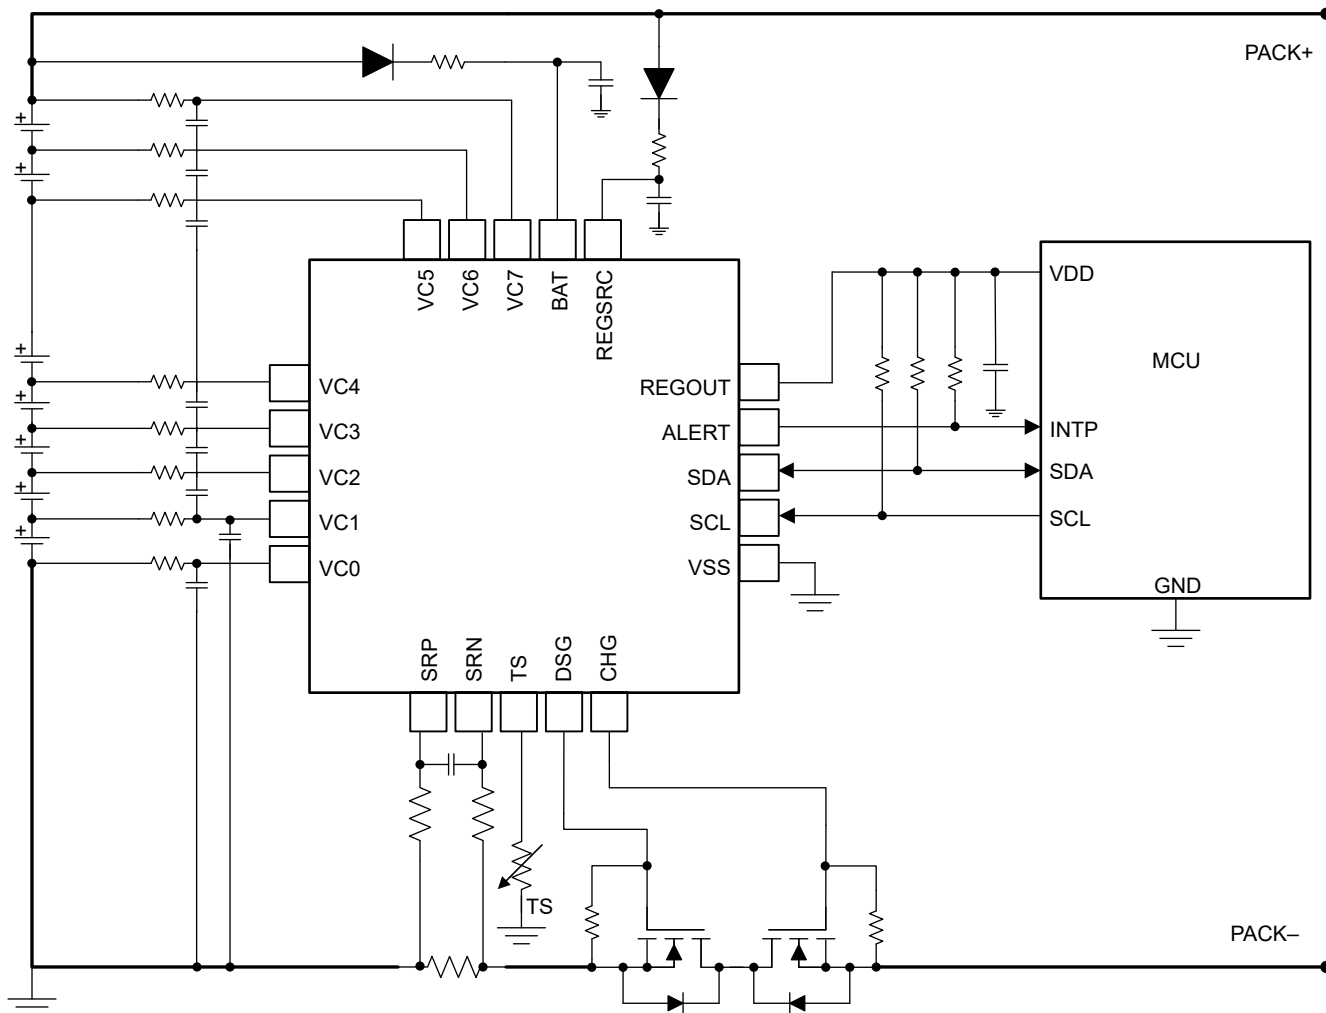 PACK+
VC5
VC6
VC7
BAT
REGSRC
VDD
MCU
VC4
REGOUT
VC3
ALERT
INTP
VC2
SDA
SDA
VC1
SCL
SCL
VC0
VSS
GND
SRP
SRN
TS
DSG
CHG
TS
PACK–
+
+
+
+
+
+
+